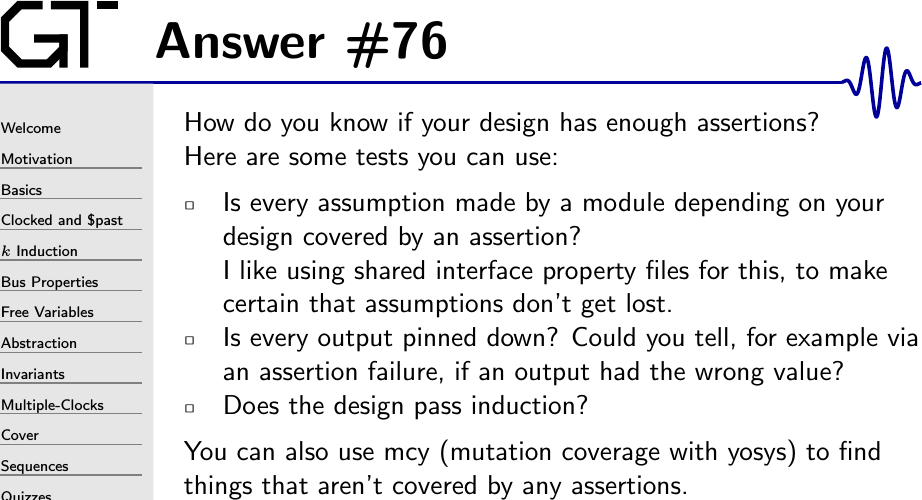 GT
Answer #76
Welcome
Motivation
Basics
Clocked and $past
k Induction
Bus Properties
Free Variables
Abstraction
Invariants
Multiple-Clocks
Cover
Sequences
Quizzes
How do you know if your design has enough assertions?
Here are some tests you can use:
Is every assumption made by a module depending on your
design covered by an assertion?
I like using shared interface property files for this, to make
certain that assumptions don't get lost.
Is every output pinned down? Could you tell, for example via
an assertion failure, if an output had the wrong value?
Does the design pass induction?
You can also use mcy (mutation coverage with yosys) to find
things that aren't covered by any assertions.